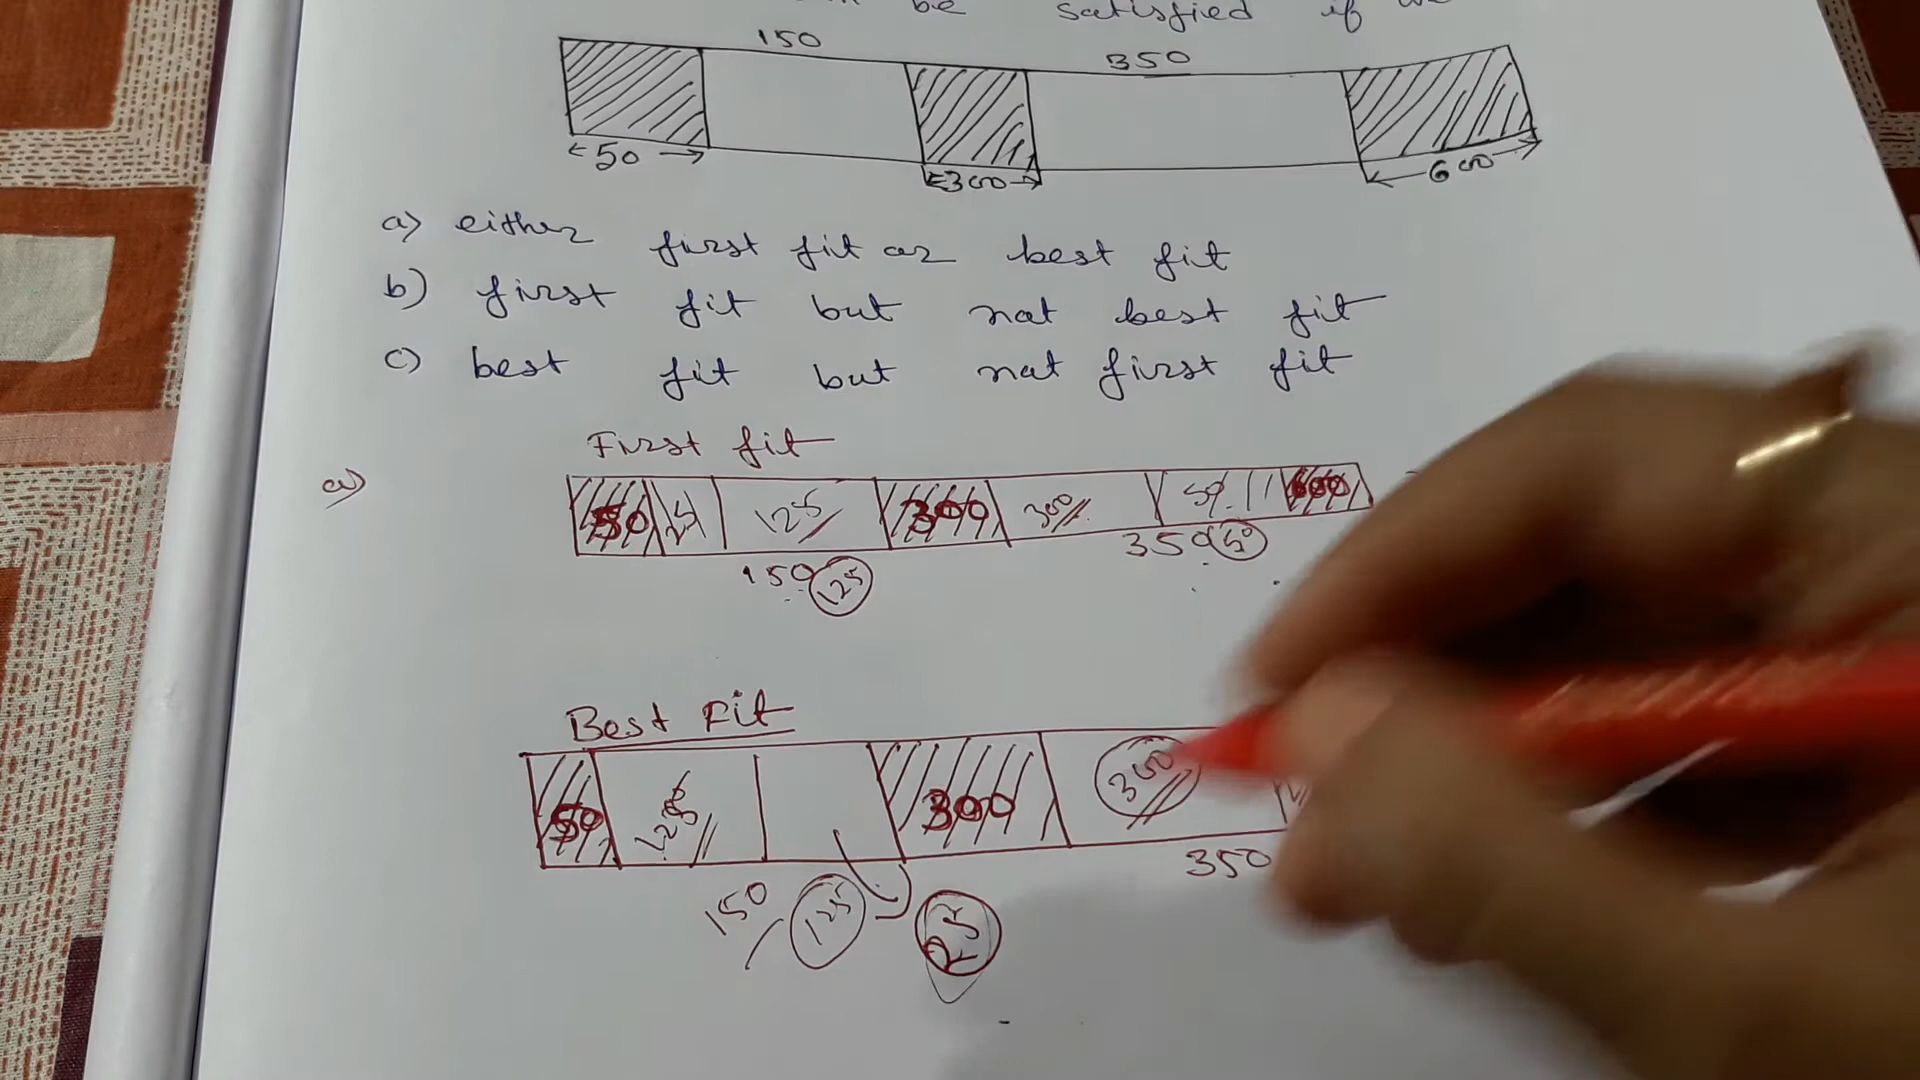 be satisfied if
150 350
50 300 600
a) either first fit or best fit
b) first fit but not best fit
c) best fit but not first fit
First fit
a)
50 25 125 300 300 50 600
150 125 350 50
Best Fit
50 125 300 300
150 125 25 350